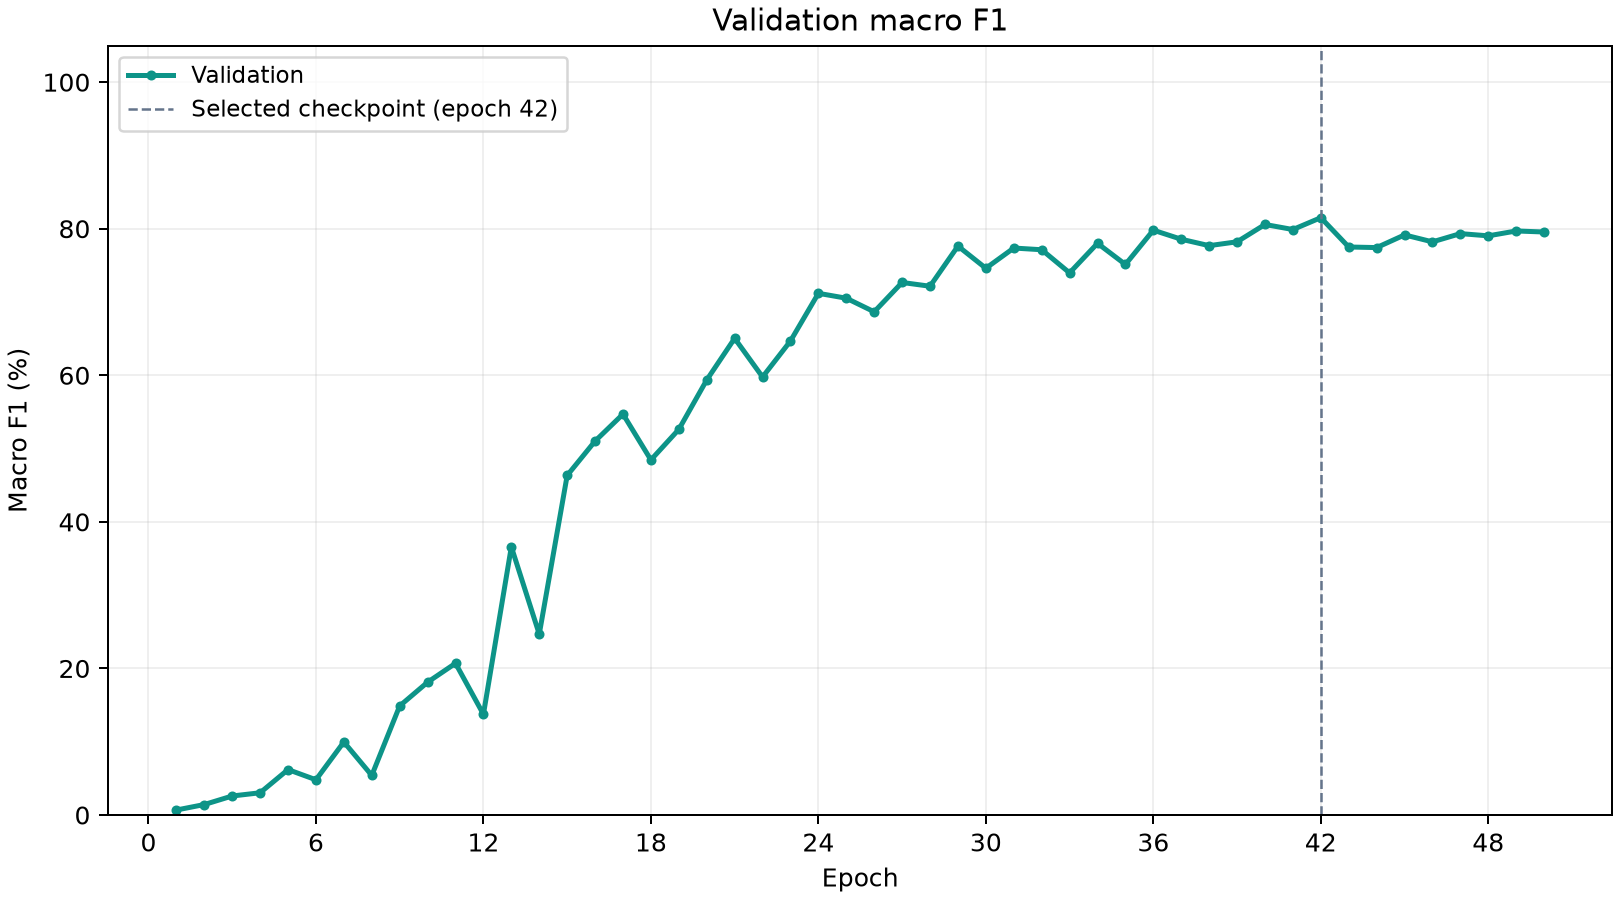 Validation macro F1
Validation
Selected checkpoint (epoch 42)
Macro F1 (%)
100
80
60
40
20
0
0 6 12 18 24 30 36 42 48
Epoch